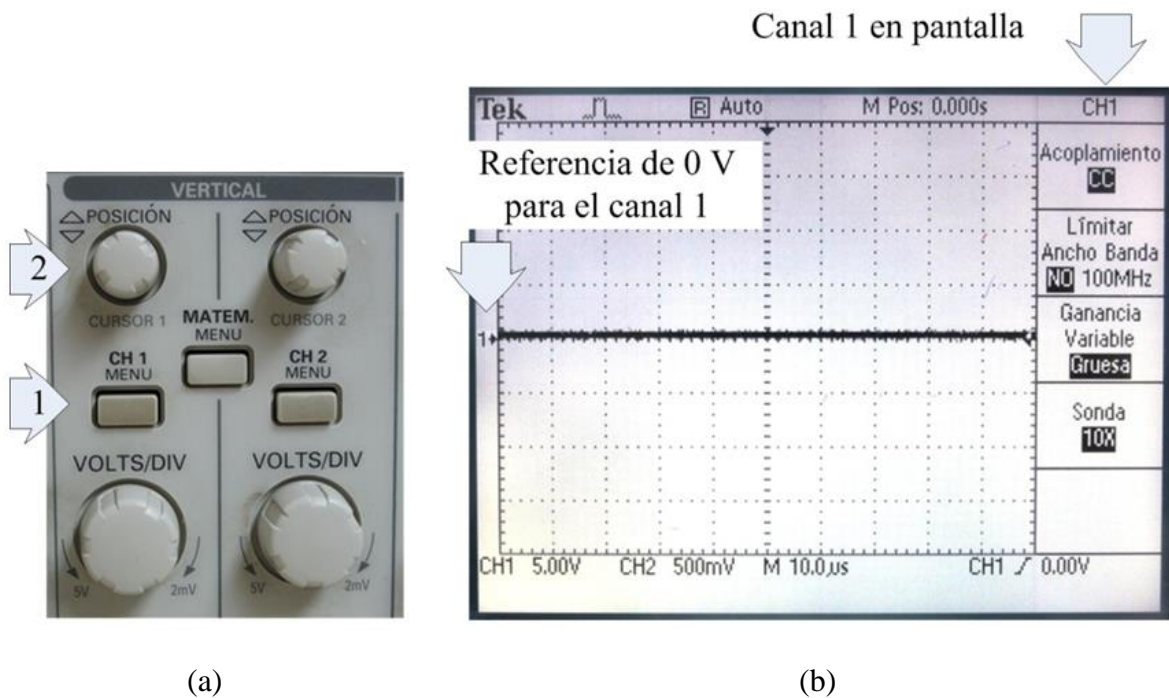 Canal 1 en pantalla
Tek R Auto M Pos: 0.000s CH1
Referencia de 0 V
para el canal 1
Acoplamiento
CC
Límitar
Ancho Banda
NO 100MHz
Ganancia
Variable
Gruesa
Sonda
10X
1
CH1 5.00V CH2 500mV M 10.0µs CH1 0.00V
VERTICAL
POSICIÓN POSICIÓN
2
CURSOR 1 CURSOR 2
MATEM.
MENU
CH 1 CH 2
MENU MENU
1
VOLTS/DIV VOLTS/DIV
5V 2mV 5V 2mV
(a) (b)